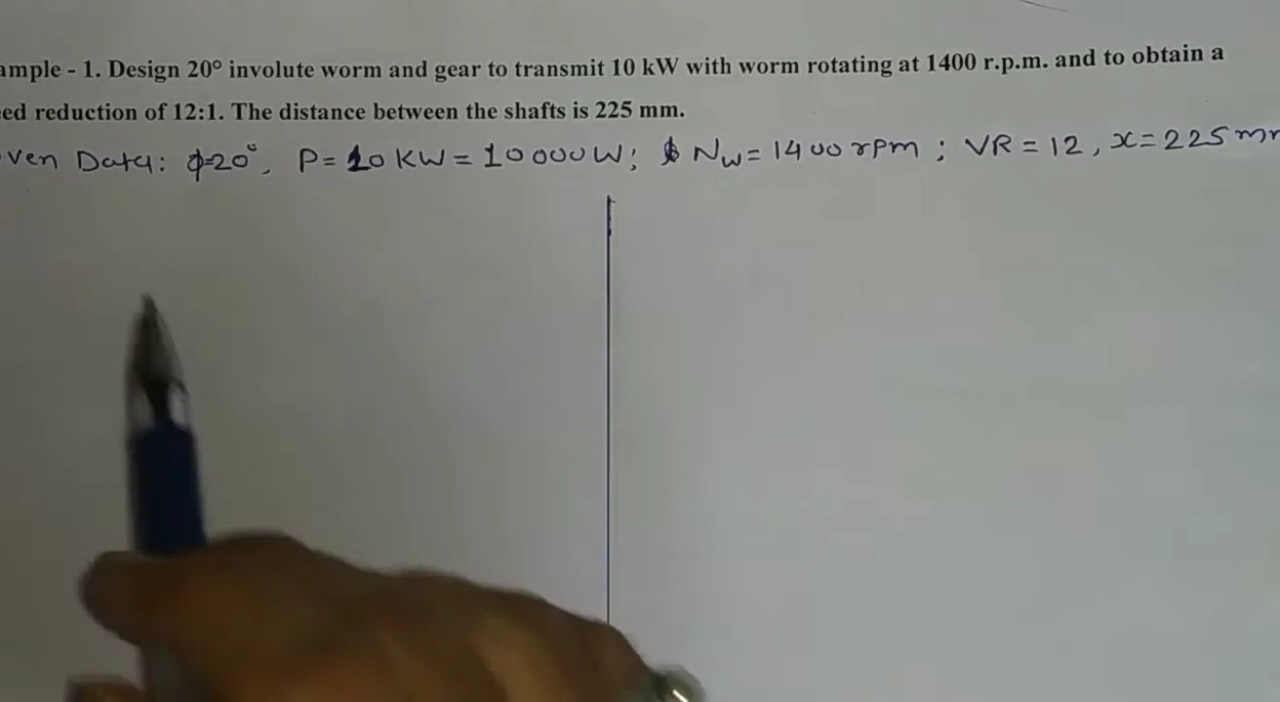 ample - 1. Design 20° involute worm and gear to transmit 10 kW with worm rotating at 1400 r.p.m. and to obtain a
ed reduction of 12:1. The distance between the shafts is 225 mm.
ven Data: φ=20°, P= 10 KW = 10000W; Nw= 1400 rpm ; VR = 12 , x= 225 mm